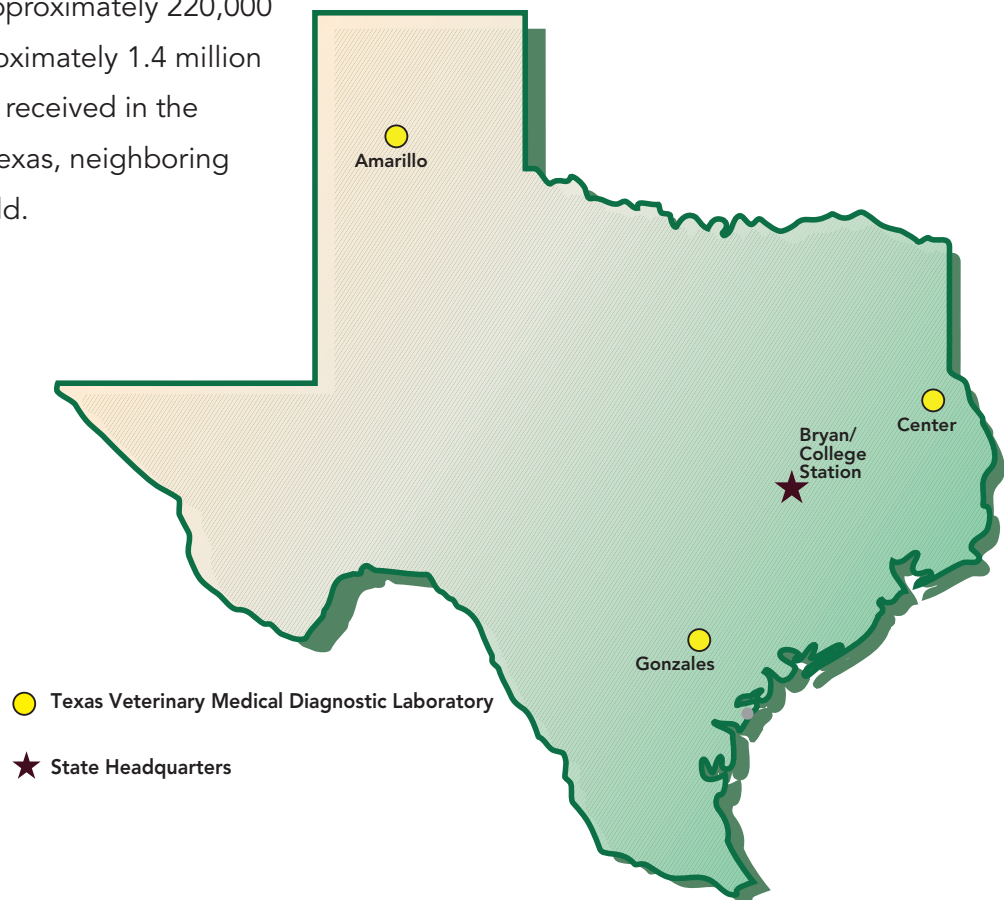 pproximately 220,000
oximately 1.4 million
received in the
exas, neighboring
ld.
Amarillo
Center
Bryan/
College
Station
Gonzales
Texas Veterinary Medical Diagnostic Laboratory
State Headquarters